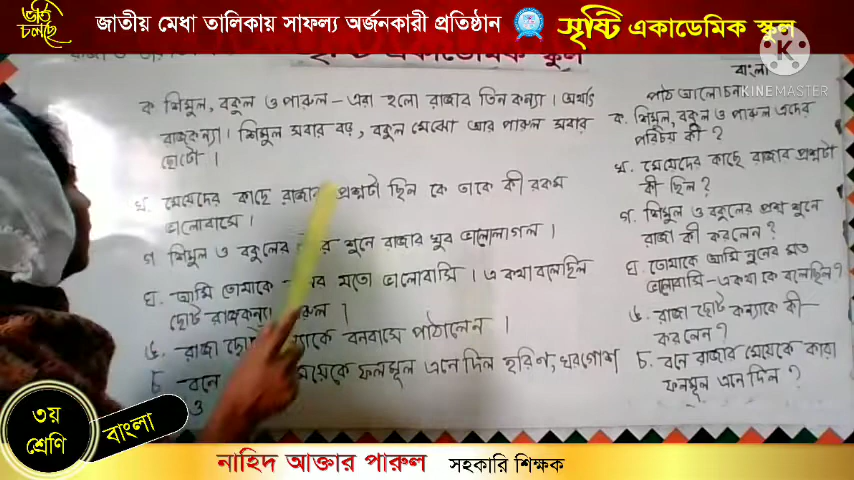 ভর্তি চলছে
জাতীয় মেধা তালিকায় সাফল্য অর্জনকারী প্রতিষ্ঠান সৃষ্টি একাডেমিক স্কুল
KINEMASTER
ক শিমুল, বকুল ও পারুল - এরা হলো রাজার তিন কন্যা। অর্থাৎ
রাজকন্যা। শিমুল সবার বড়, বকুল মেঝো আর পারুল সবার
ছোটো।
খ. মেয়েদের কাছে রাজার প্রশ্নটা ছিল কে তাকে কী রকম
ভালোবাসে।
গ শিমুল ও বকুলের শুনে রাজার খুব ভালোলাগল।
ঘ. আমি তোমাকে মতো ভালোবাসি। এ কথা বলেছিল
ছোট রাজকন্যা
ঙ. রাজা বনবাসে পাঠালেন।
চ বনে মেয়েকে ফলমূল এনে দিল হরিণ, খরগোশ
ও
বাংলা
পাঠ আলোচনা
ক. শিমুল, বকুল ও পারুল এদের
পরিচয় কী?
খ. মেয়েদের কাছে রাজার প্রশ্নটা
কী ছিল?
গ. শিমুল ও বকুলের প্রশ্ন শুনে
রাজা কী করলেন?
ঘ. তোমাকে আমি নুনের মত
ভালোবাসি - একথা কে বলেছিল?
ঙ. রাজা ছোট কন্যাকে কী
করলেন?
চ. বনে রাজার মেয়েকে কারা
ফলমূল এনে দিল?
৩য়
শ্রেণি
বাংলা
নাহিদ আক্তার পারুল সহকারি শিক্ষক